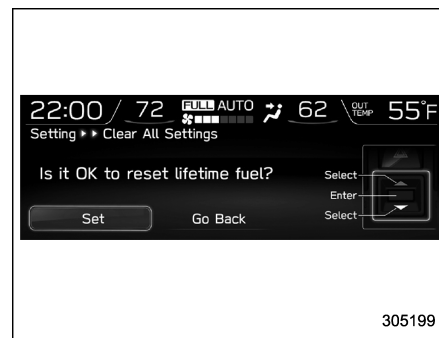 22:00 / 72 FULL AUTO 62 OUT TEMP 55°F
Setting ▸▸ Clear All Settings
Is it OK to reset lifetime fuel?
Select
Enter
Select
Set Go Back
305199